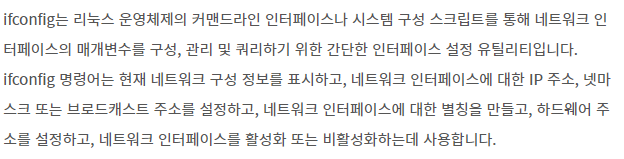 ifconfig는 리눅스 운영체제의 커맨드라인 인터페이스나 시스템 구성 스크립트를 통해 네트워크 인
터페이스의 매개변수를 구성, 관리 및 쿼리하기 위한 간단한 인터페이스 설정 유틸리티입니다.
ifconfig 명령어는 현재 네트워크 구성 정보를 표시하고, 네트워크 인터페이스에 대한 IP 주소, 넷마
스크 또는 브로드캐스트 주소를 설정하고, 네트워크 인터페이스에 대한 별칭을 만들고, 하드웨어 주
소를 설정하고, 네트워크 인터페이스를 활성화 또는 비활성화하는데 사용합니다.